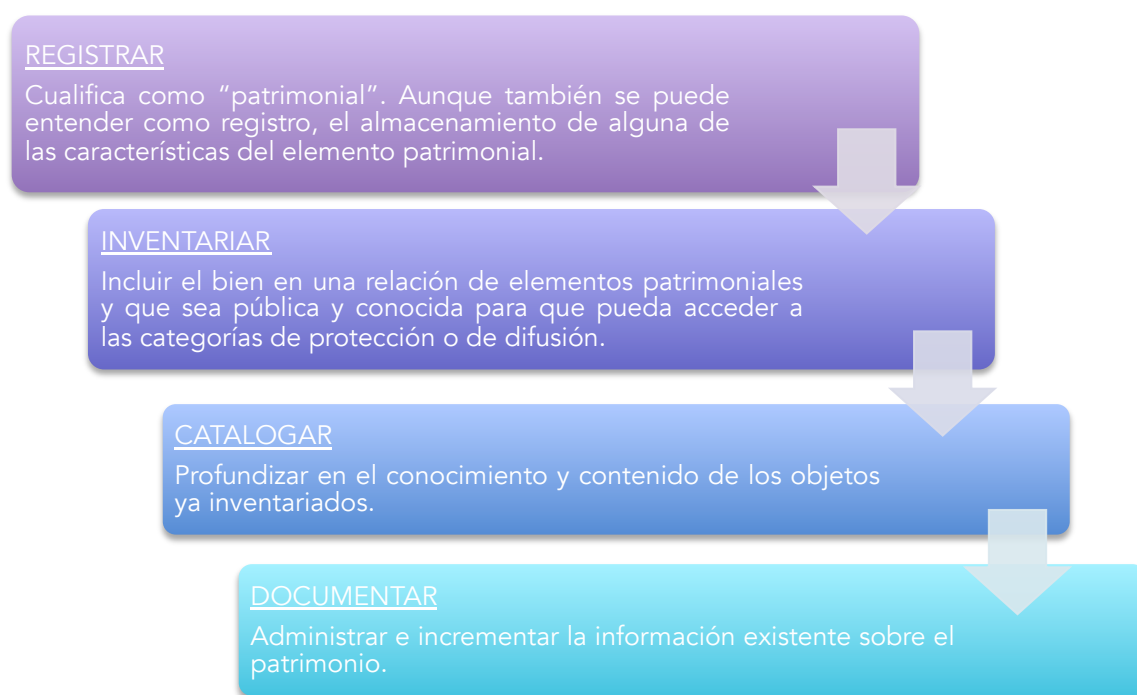 REGISTRAR
Cualifica como “patrimonial”. Aunque también se puede
entender como registro, el almacenamiento de alguna de
las características del elemento patrimonial.
INVENTARIAR
Incluir el bien en una relación de elementos patrimoniales
y que sea pública y conocida para que pueda acceder a
las categorías de protección o de difusión.
CATALOGAR
Profundizar en el conocimiento y contenido de los objetos
ya inventariados.
DOCUMENTAR
Administrar e incrementar la información existente sobre el
patrimonio.